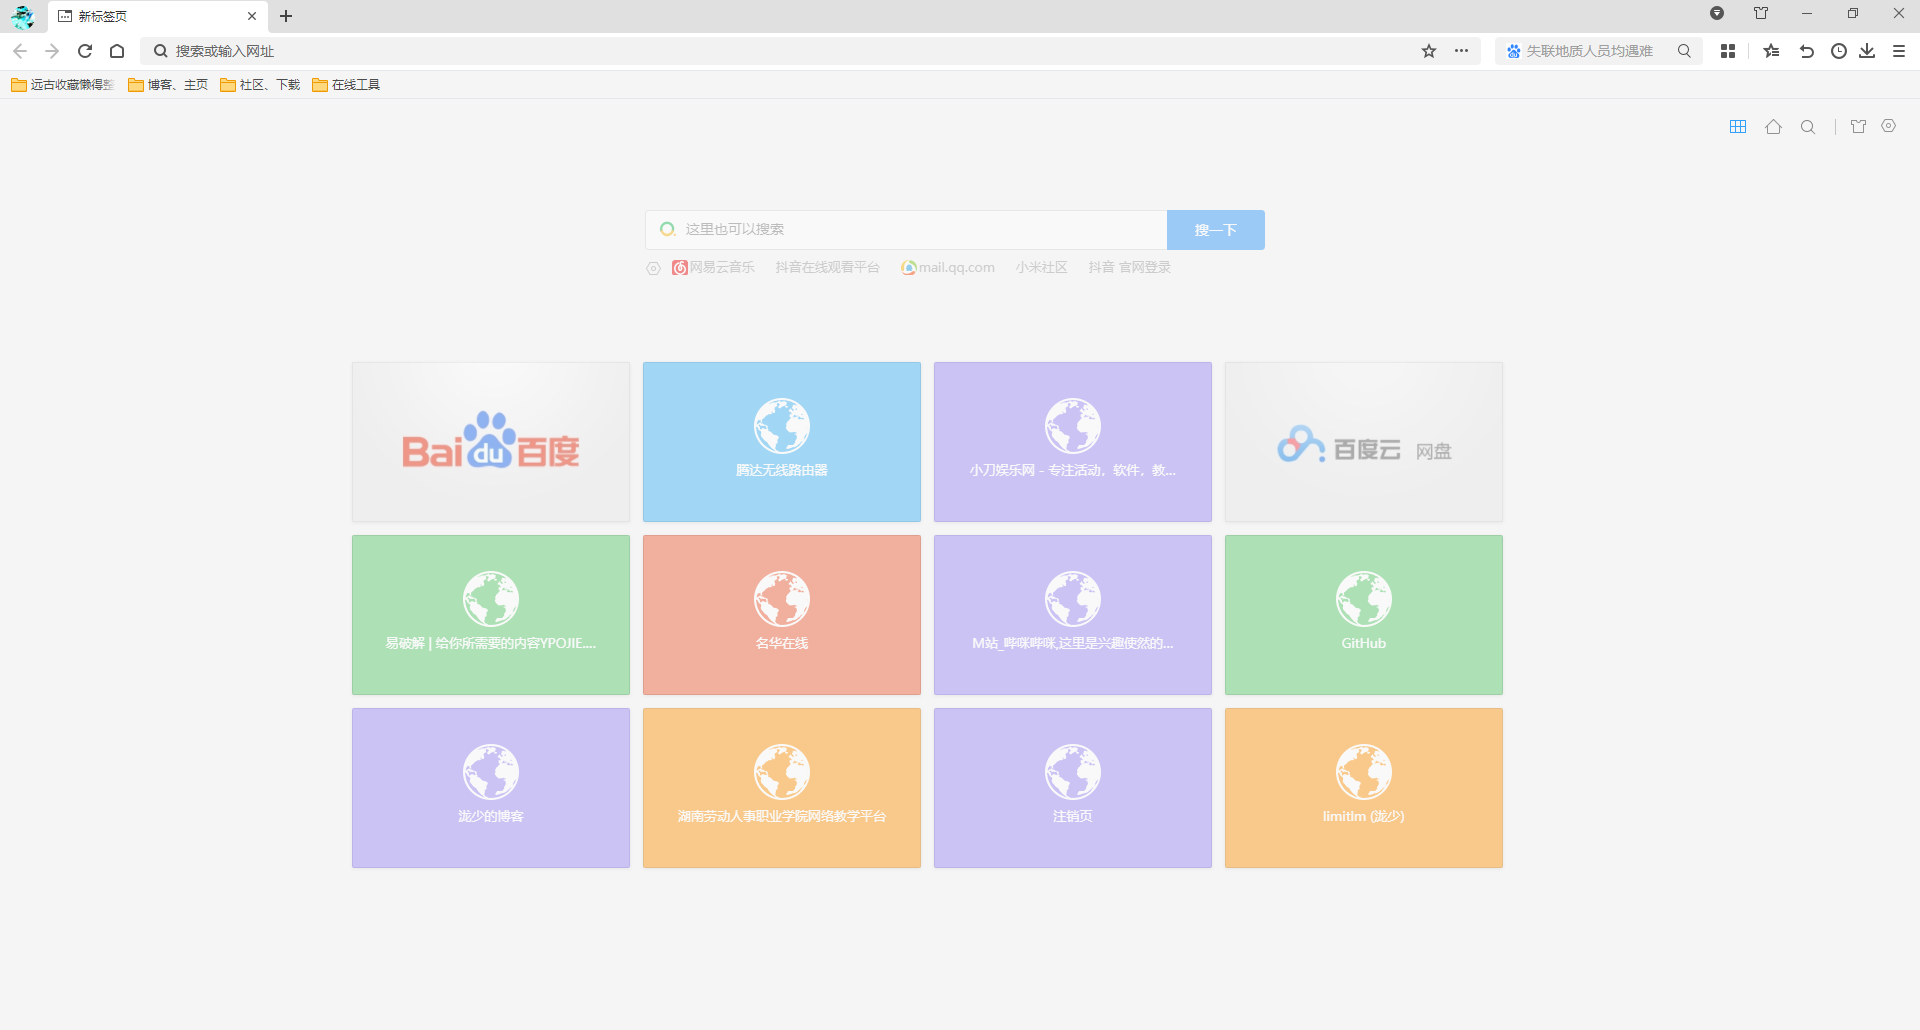 新标签页
搜索或输入网址
失联地质人员均遇难
远古收藏懒得整 博客、主页 社区、下载 在线工具
这里也可以搜索 搜一下
网易云音乐 抖音在线观看平台 mail.qq.com 小米社区 抖音 官网登录
Baidu百度
腾达无线路由器
小刀娱乐网 - 专注活动，软件，教...
百度云 网盘
易破解 | 给你所需要的内容YPOJIE....
名华在线
M站_哔咪哔咪,这里是兴趣使然的...
GitHub
泷少的博客
湖南劳动人事职业学院网络教学平台
注销页
limitlm (泷少)